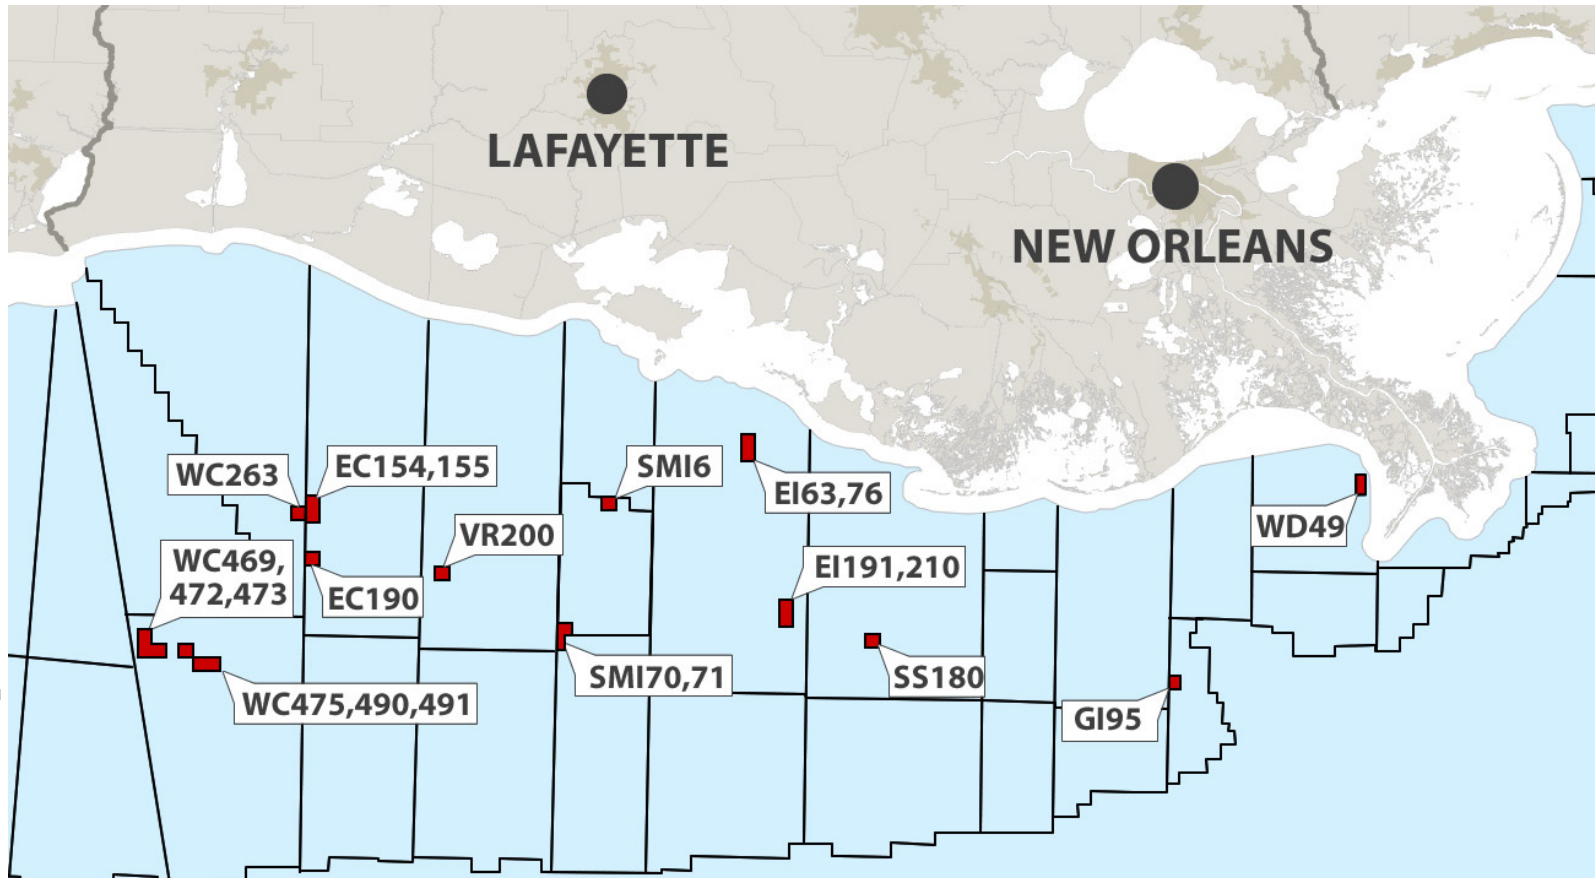 LAFAYETTE
NEW ORLEANS
WC263
EC154,155
SMI6
EI63,76
WD49
VR200
WC469,
472,473
EC190
EI191,210
SMI70,71
SS180
WC475,490,491
GI95